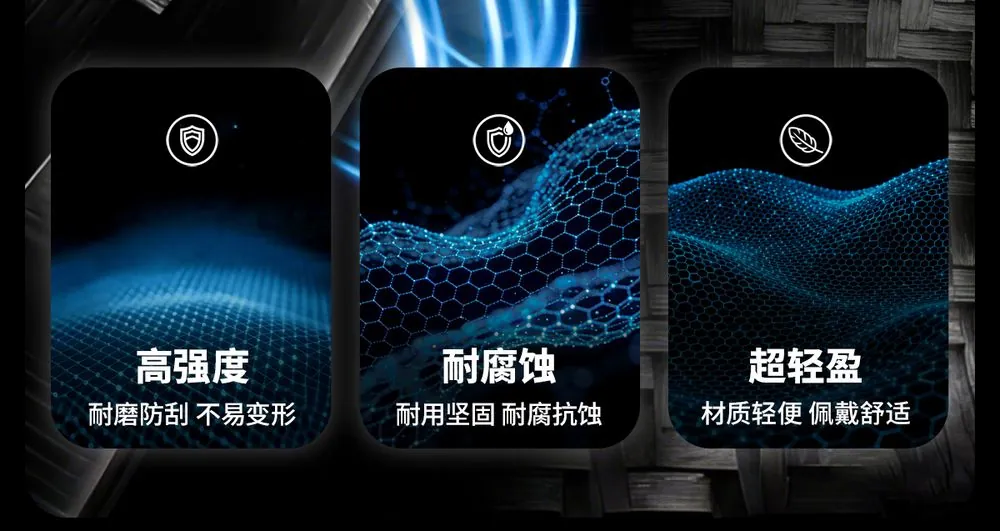 高强度
耐磨防刮 不易变形
耐腐蚀
耐用坚固 耐腐抗蚀
超轻盈
材质轻便 佩戴舒适